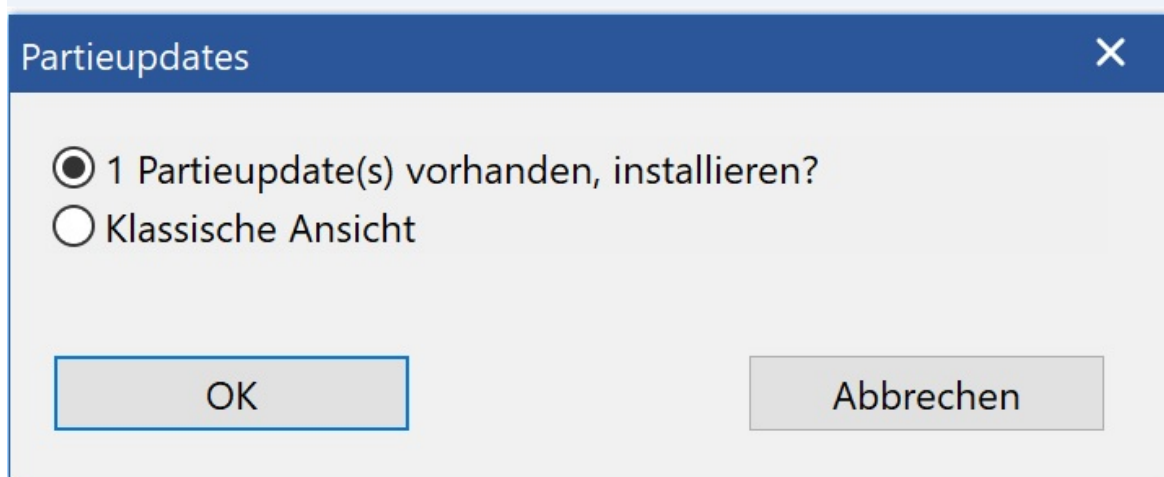 Partieupdates
1 Partieupdate(s) vorhanden, installieren?
Klassische Ansicht
OK
Abbrechen